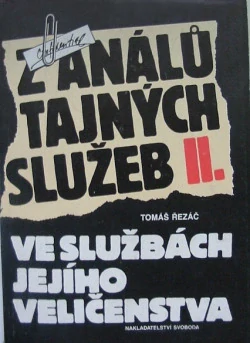 Confidential
Z ANÁLŮ
TAJNÝCH
SLUŽEB II.
TOMÁŠ ŘEZÁČ
VE SLUŽBÁCH
JEJÍHO
VELIČENSTVA
NAKLADATELSTVÍ SVOBODA